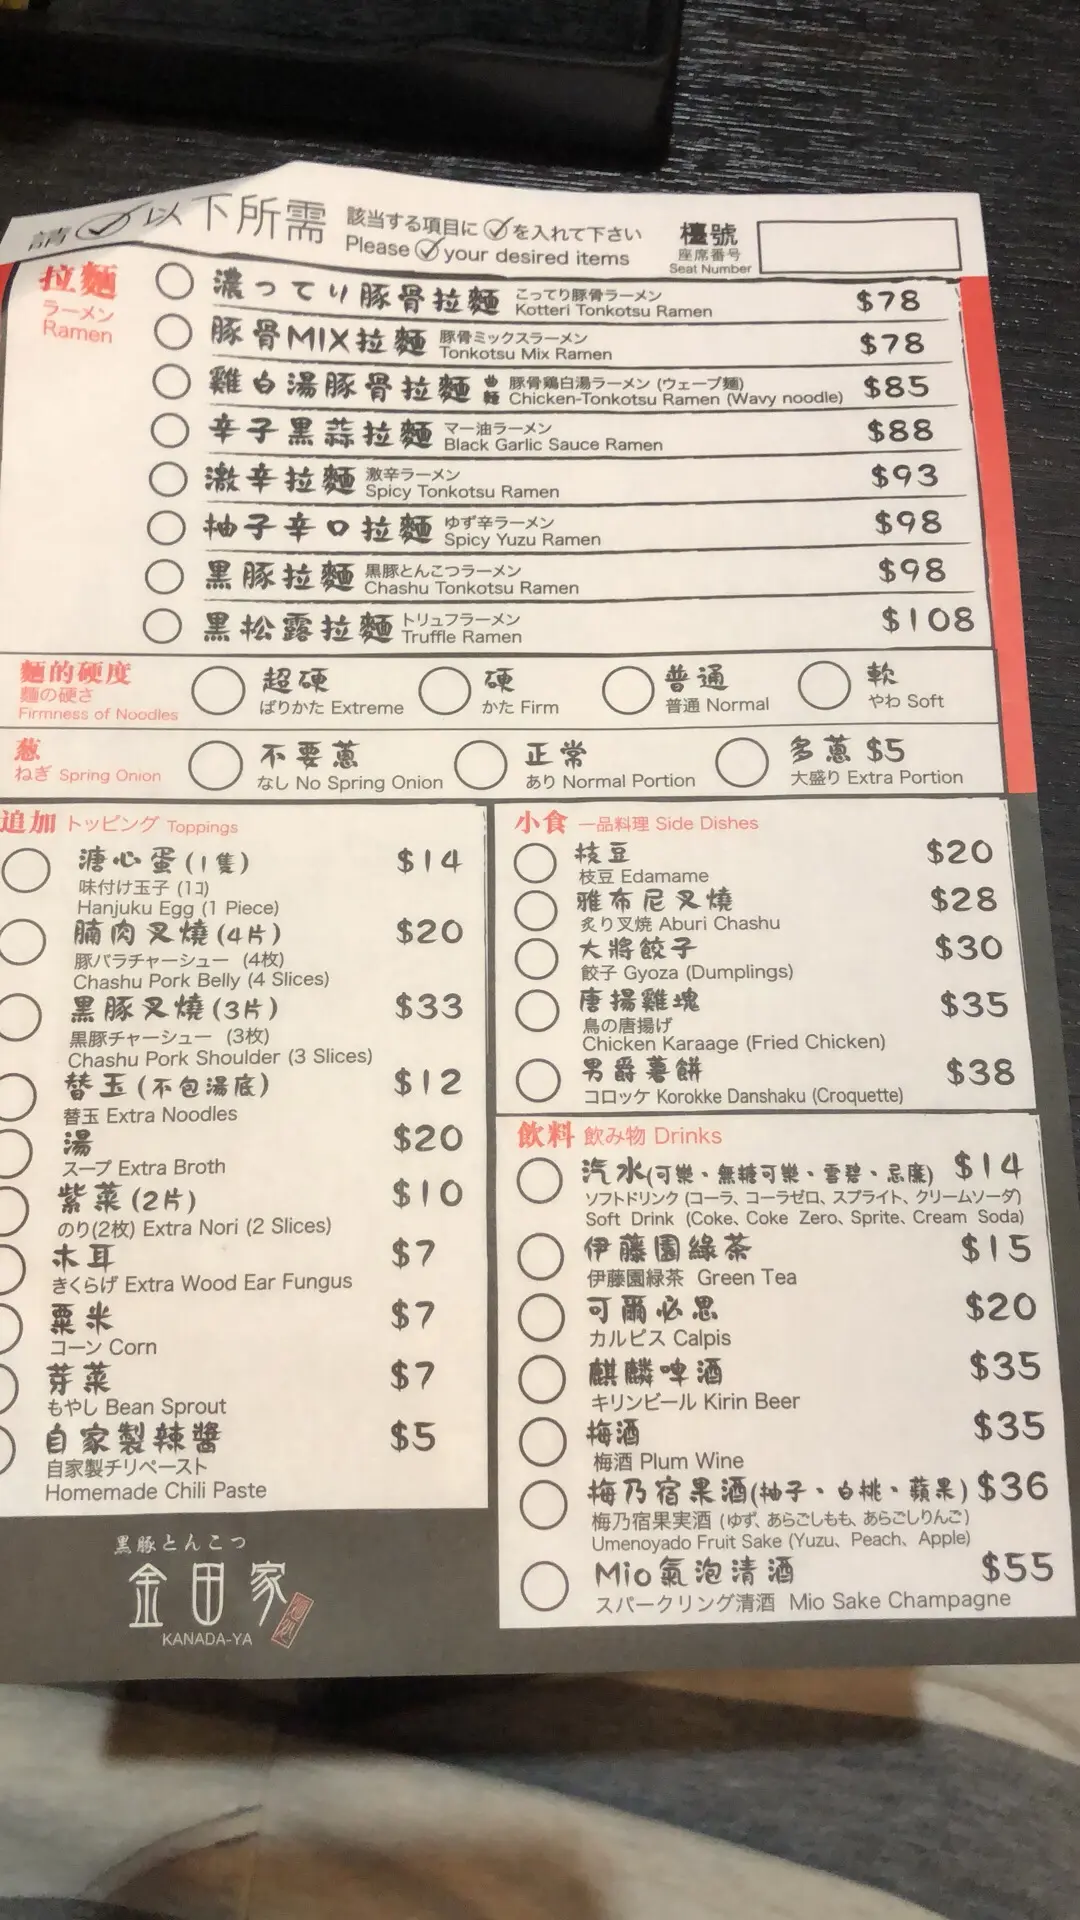 請 以下所需 該当する項目に を入れて下さい
Please your desired items
檯號
座席番号
Seat Number
拉麵
ラーメン
Ramen
濃ってり豚骨拉麵 こってり豚骨ラーメン $78
Kotteri Tonkotsu Ramen
豚骨MIX拉麵 豚骨ミックスラーメン $78
Tonkotsu Mix Ramen
雞白湯豚骨拉麵 曲麵 豚骨鶏白湯ラーメン (ウェーブ麺) $85
Chicken-Tonkotsu Ramen (Wavy noodle)
辛子黒蒜拉麵 マー油ラーメン $88
Black Garlic Sauce Ramen
激辛拉麵 激辛ラーメン $93
Spicy Tonkotsu Ramen
柚子辛口拉麵 ゆず辛ラーメン $98
Spicy Yuzu Ramen
黒豚拉麵 黒豚とんこつラーメン $98
Chashu Tonkotsu Ramen
黒松露拉麵 トリュフラーメン $108
Truffle Ramen
麵的硬度
麵の硬さ
Firmness of Noodles
超硬
ばりかた Extreme
硬
かた Firm
普通
普通 Normal
軟
やわ Soft
葱
ねぎ Spring Onion
不要蔥
なし No Spring Onion
正常
あり Normal Portion
多蔥 $5
大盛り Extra Portion
追加 トッピング Toppings
溏心蛋(1隻) $14
味付け玉子 (1コ)
Hanjuku Egg (1 Piece)
腩肉叉燒(4片) $20
豚バラチャーシュー (4枚)
Chashu Pork Belly (4 Slices)
黒豚叉燒(3片) $33
黒豚チャーシュー (3枚)
Chashu Pork Shoulder (3 Slices)
替玉(不包湯底) $12
替玉 Extra Noodles
湯 $20
スープ Extra Broth
紫菜(2片) $10
のり(2枚) Extra Nori (2 Slices)
木耳 $7
きくらげ Extra Wood Ear Fungus
粟米 $7
コーン Corn
芽菜 $7
もやし Bean Sprout
自家製辣醬 $5
自家製チリペースト
Homemade Chili Paste
小食 一品料理 Side Dishes
枝豆 $20
枝豆 Edamame
雅布尼叉燒 $28
炙り叉焼 Aburi Chashu
大將餃子 $30
餃子 Gyoza (Dumplings)
唐揚雞塊 $35
鳥の唐揚げ
Chicken Karaage (Fried Chicken)
男爵薯餅 $38
コロッケ Korokke Danshaku (Croquette)
飲料 飲み物 Drinks
汽水(可樂、無糖可樂、雪碧、忌廉) $14
ソフトドリンク (コーラ、コーラゼロ、スプライト、クリームソーダ)
Soft Drink (Coke、Coke Zero、Sprite、Cream Soda)
伊藤園綠茶 $15
伊藤園緑茶 Green Tea
可爾必思 $20
カルピス Calpis
麒麟啤酒 $35
キリンビール Kirin Beer
梅酒 $35
梅酒 Plum Wine
梅乃宿果酒(柚子、白桃、蘋果) $36
梅乃宿果実酒 (ゆず、あらごしもも、あらごしりんご)
Umenoyado Fruit Sake (Yuzu、Peach、Apple)
Mio氣泡清酒 $55
スパークリング清酒 Mio Sake Champagne
黒豚とんこつ
金田家
KANADA-YA